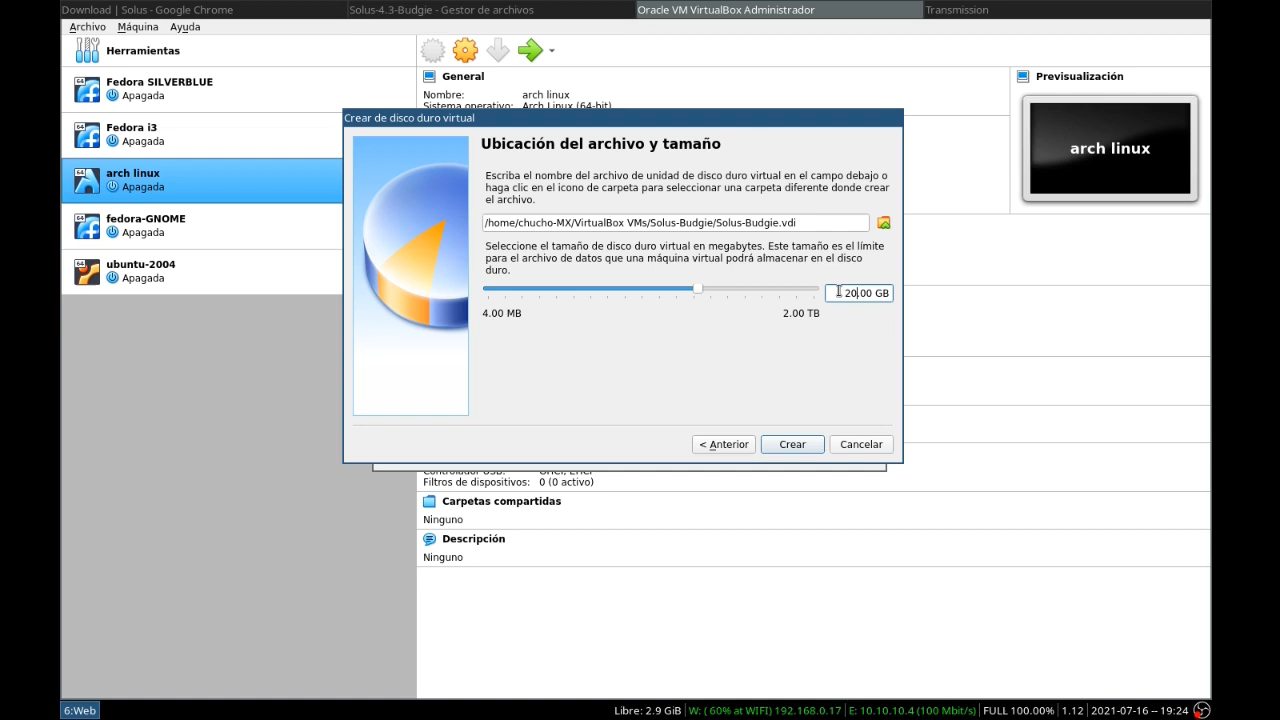 Download | Solus - Google Chrome
Solus-4.3-Budgie - Gestor de archivos
Oracle VM VirtualBox Administrador
Transmission
Archivo Máquina Ayuda
Herramientas
64 Fedora SILVERBLUE
Apagada
64 Fedora i3
Apagada
64 arch linux
Apagada
64 fedora-GNOME
Apagada
64 ubuntu-2004
Apagada
General
Nombre: arch linux
Sistema operativo: Arch Linux (64-bit)
Previsualización
arch linux
Crear de disco duro virtual
Ubicación del archivo y tamaño
Escriba el nombre del archivo de unidad de disco duro virtual en el campo debajo o
haga clic en el icono de carpeta para seleccionar una carpeta diferente donde crear
el archivo.
/home/chucho-MX/VirtualBox VMs/Solus-Budgie/Solus-Budgie.vdi
Seleccione el tamaño de disco duro virtual en megabytes. Este tamaño es el límite
para el archivo de datos que una máquina virtual podrá almacenar en el disco
duro.
20.00 GB
4.00 MB 2.00 TB
< Anterior Crear Cancelar
Controlador USB: OHCI, EHCI
Filtros de dispositivos: 0 (0 activo)
Carpetas compartidas
Ninguno
Descripción
Ninguno
6:Web
Libre: 2.9 GiB | W: ( 60% at WIFI) 192.168.0.17 | E: 10.10.10.4 (100 Mbit/s) | FULL 100.00% | 1.12 | 2021-07-16 -- 19:24